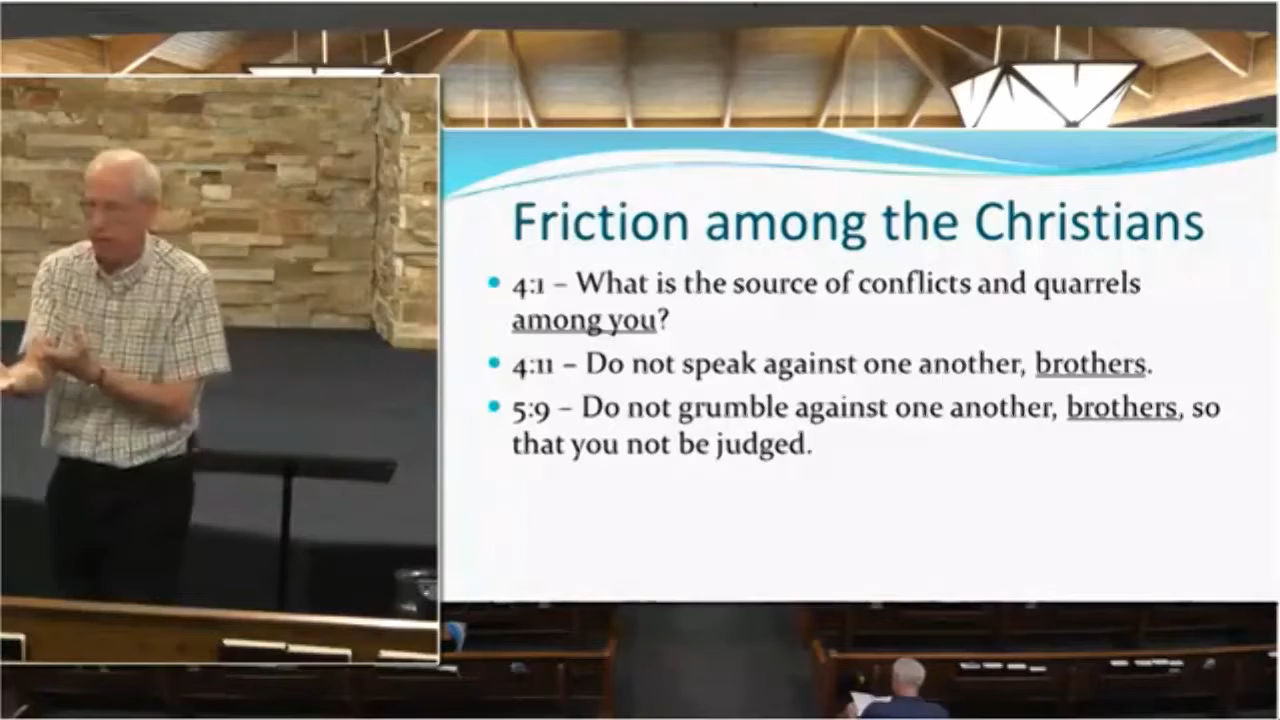 Friction among the Christians
• 4:1 – What is the source of conflicts and quarrels
among you?
• 4:11 – Do not speak against one another, brothers.
• 5:9 – Do not grumble against one another, brothers, so
that you not be judged.